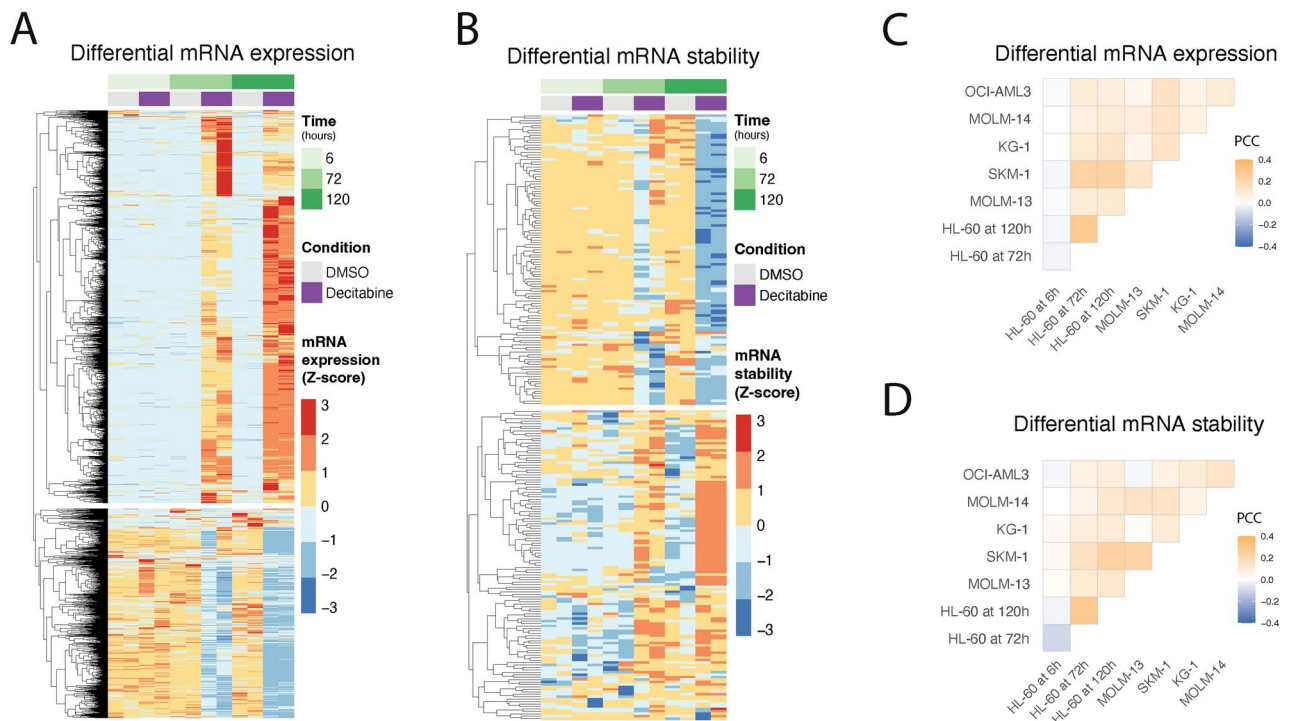 A
Differential mRNA expression
Time
(hours)
6
72
120
Condition
DMSO
Decitabine
mRNA
expression
(Z-score)
3
2
1
0
−1
−2
−3
B
Differential mRNA stability
Time
(hours)
6
72
120
Condition
DMSO
Decitabine
mRNA
stability
(Z-score)
3
2
1
0
−1
−2
−3
C
Differential mRNA expression
OCI-AML3
MOLM-14
KG-1
SKM-1
MOLM-13
HL-60 at 120h
HL-60 at 72h
HL-60 at 6h
HL-60 at 72h
HL-60 at 120h
MOLM-13
SKM-1
KG-1
MOLM-14
PCC
0.4
0.2
0.0
−0.2
−0.4
D
Differential mRNA stability
OCI-AML3
MOLM-14
KG-1
SKM-1
MOLM-13
HL-60 at 120h
HL-60 at 72h
HL-60 at 6h
HL-60 at 72h
HL-60 at 120h
MOLM-13
SKM-1
KG-1
MOLM-14
PCC
0.4
0.2
0.0
−0.2
−0.4